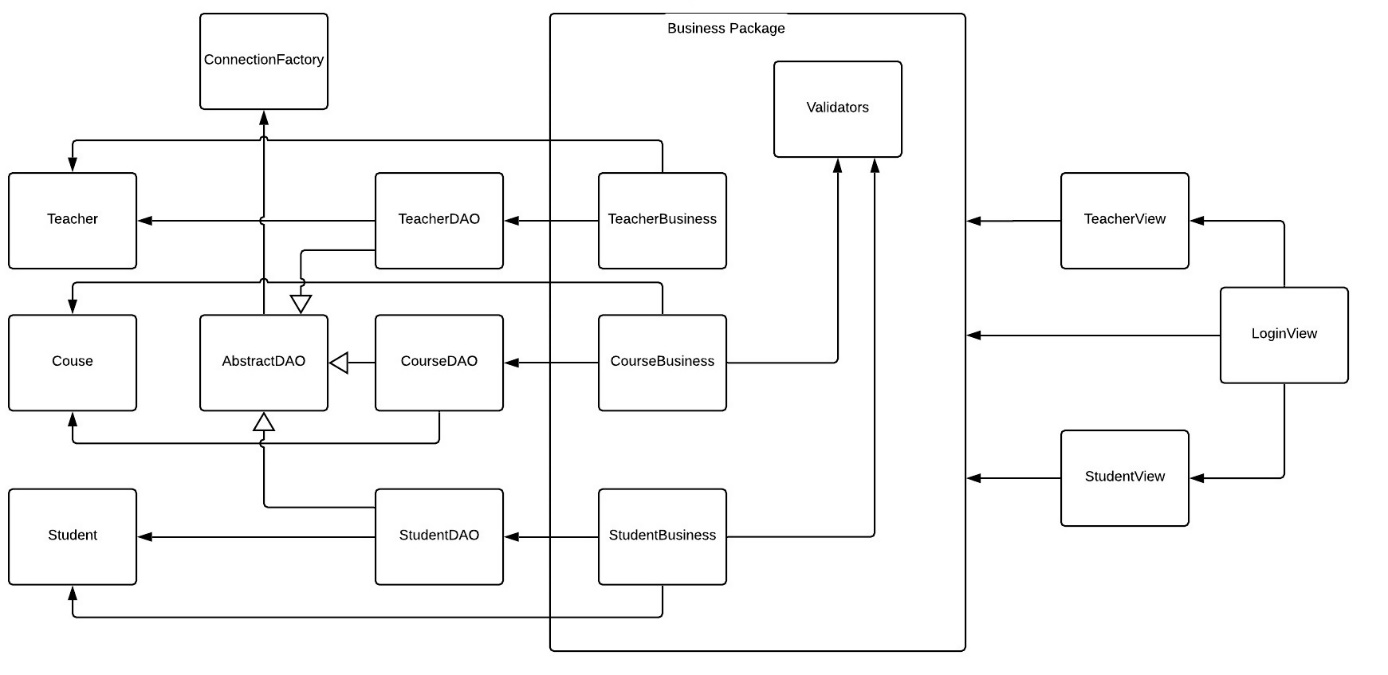 Business Package
ConnectionFactory
Validators
Teacher
TeacherDAO
TeacherBusiness
TeacherView
LoginView
Couse
AbstractDAO
CourseDAO
CourseBusiness
StudentView
Student
StudentDAO
StudentBusiness